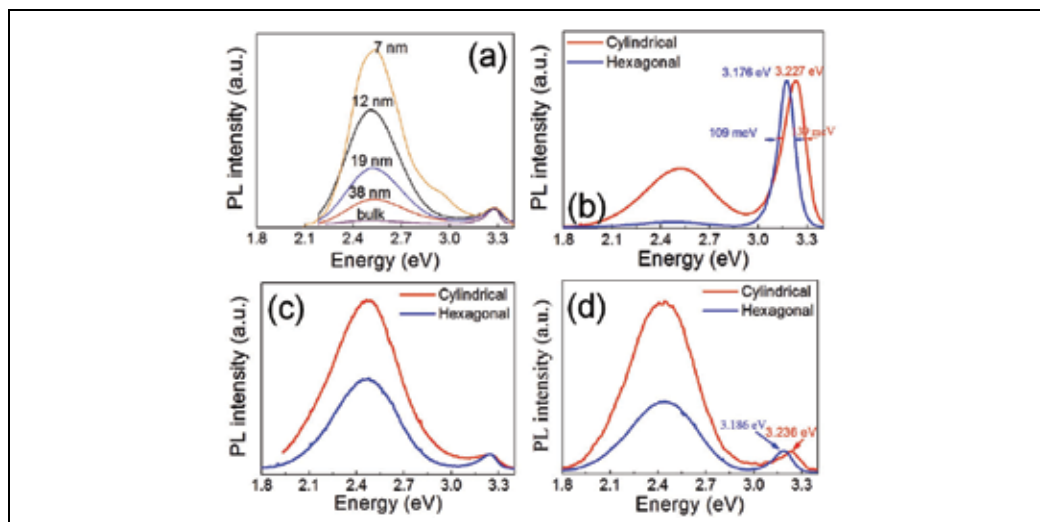 (a)
7 nm
12 nm
19 nm
38 nm
bulk
PL intensity (a.u.)
1.8 2.1 2.4 2.7 3.0 3.3
Energy (eV)
(b)
Cylindrical
Hexagonal
3.176 eV 3.227 eV
109 meV
PL intensity (a.u.)
1.8 2.1 2.4 2.7 3.0 3.3
Energy (eV)
(c)
Cylindrical
Hexagonal
PL intensity (a.u.)
1.8 2.1 2.4 2.7 3.0 3.3
Energy (eV)
(d)
Cylindrical
Hexagonal
3.186 eV 3.236 eV
PL intensity (a.u.)
1.8 2.1 2.4 2.7 3.0 3.3
Energy (eV)